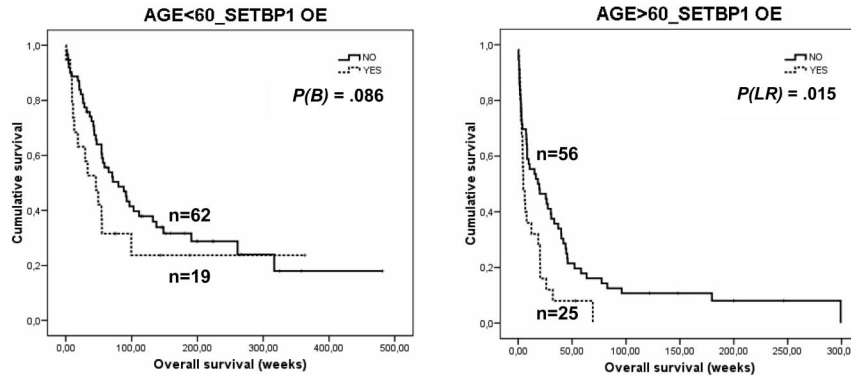 AGE<60_SETBP1 OE
Cumulative survival
1,0
0,8
0,6
0,4
0,2
0,0
NO
YES
P(B) = .086
n=62
n=19
0,00 100,00 200,00 300,00 400,00 500,00
Overall survival (weeks)
AGE>60_SETBP1 OE
Cumulative survival
1,0
0,8
0,6
0,4
0,2
0,0
NO
YES
P(LR) = .015
n=56
n=25
0,00 50,00 100,00 150,00 200,00 250,00 300,00
Overall survival (weeks)